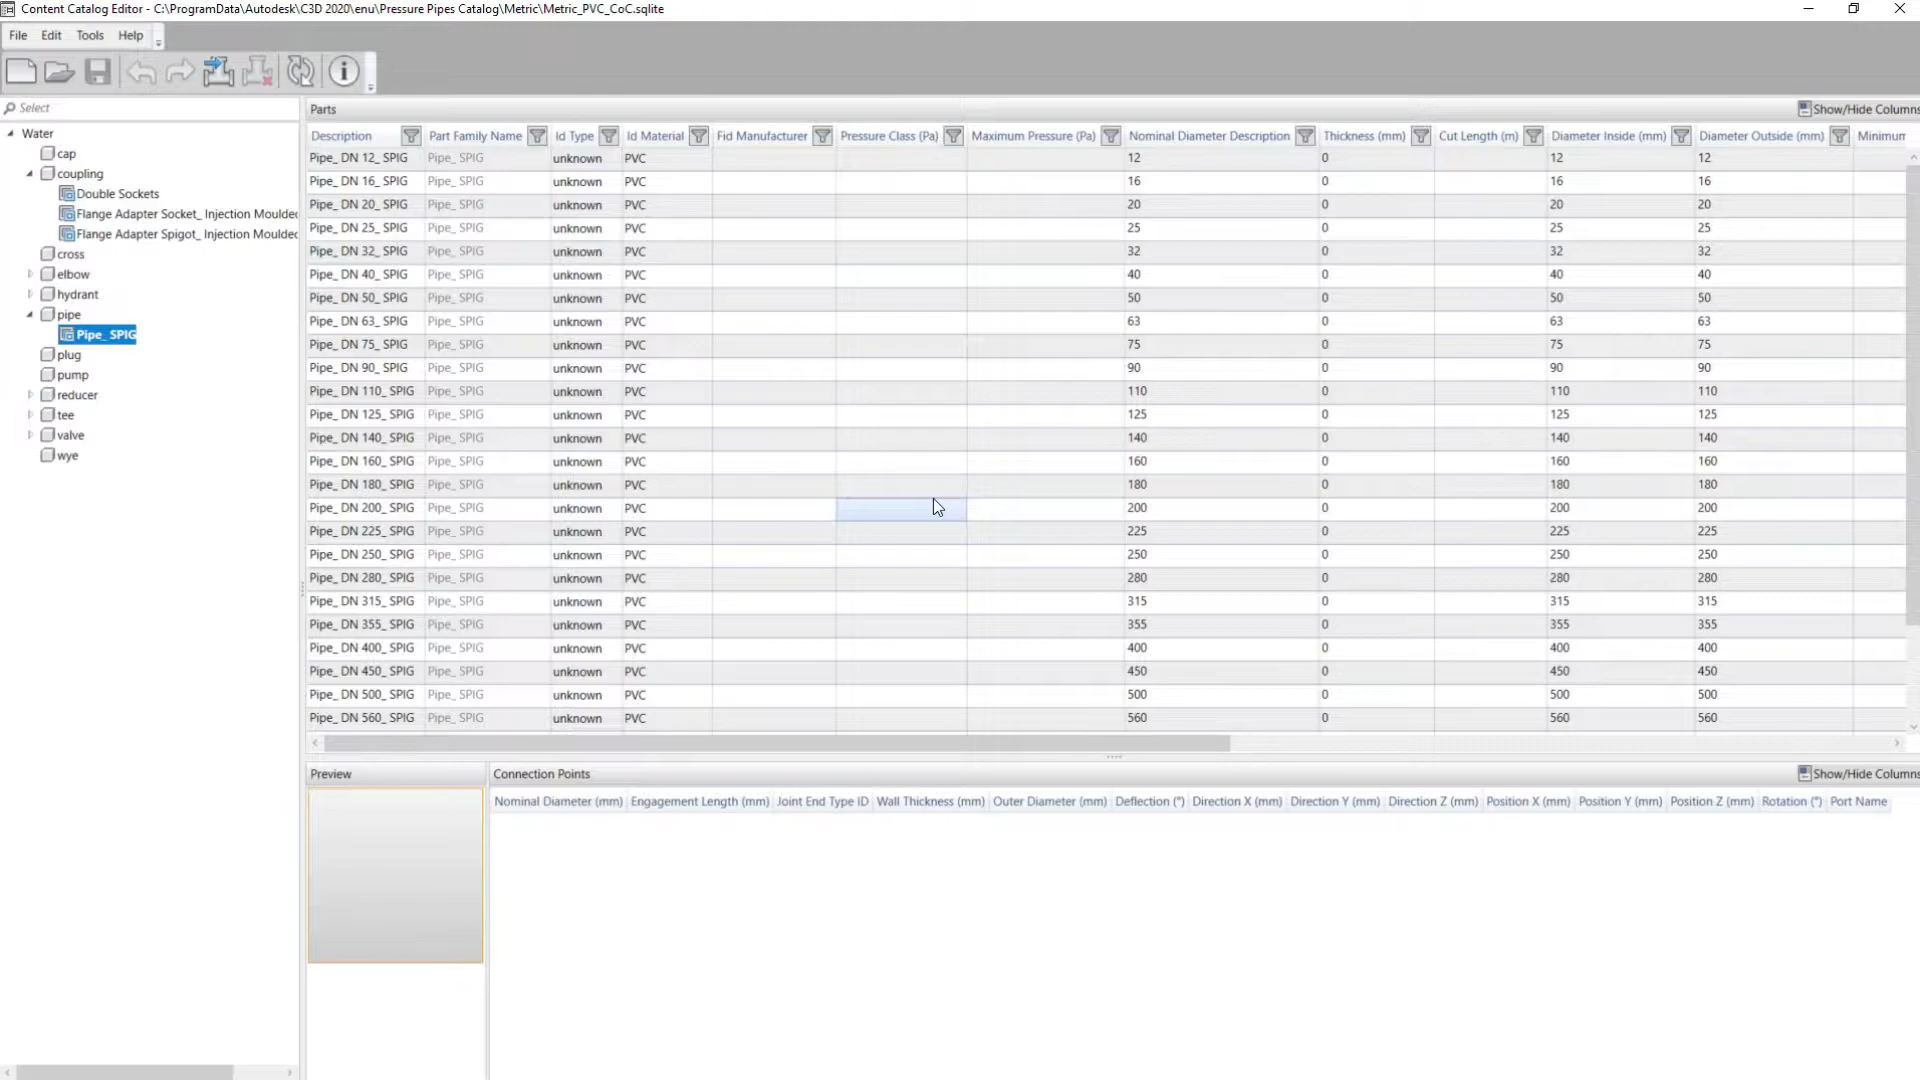 Content Catalog Editor - C:\ProgramData\Autodesk\C3D 2020\enu\Pressure Pipes Catalog\Metric\Metric_PVC_CoC.sqlite
File Edit Tools Help
Select
Water
cap
coupling
Double Sockets
Flange Adapter Socket_ Injection Moulded
Flange Adapter Spigot_ Injection Moulded
cross
elbow
hydrant
pipe
Pipe_ SPIG
plug
pump
reducer
tee
valve
wye
Parts Show/Hide Columns
Description Part Family Name Id Type Id Material Fid Manufacturer Pressure Class (Pa) Maximum Pressure (Pa) Nominal Diameter Description Thickness (mm) Cut Length (m) Diameter Inside (mm) Diameter Outside (mm) Minimum
Pipe_ DN 12_ SPIG Pipe_ SPIG unknown PVC 12 0 12 12
Pipe_ DN 16_ SPIG Pipe_ SPIG unknown PVC 16 0 16 16
Pipe_ DN 20_ SPIG Pipe_ SPIG unknown PVC 20 0 20 20
Pipe_ DN 25_ SPIG Pipe_ SPIG unknown PVC 25 0 25 25
Pipe_ DN 32_ SPIG Pipe_ SPIG unknown PVC 32 0 32 32
Pipe_ DN 40_ SPIG Pipe_ SPIG unknown PVC 40 0 40 40
Pipe_ DN 50_ SPIG Pipe_ SPIG unknown PVC 50 0 50 50
Pipe_ DN 63_ SPIG Pipe_ SPIG unknown PVC 63 0 63 63
Pipe_ DN 75_ SPIG Pipe_ SPIG unknown PVC 75 0 75 75
Pipe_ DN 90_ SPIG Pipe_ SPIG unknown PVC 90 0 90 90
Pipe_ DN 110_ SPIG Pipe_ SPIG unknown PVC 110 0 110 110
Pipe_ DN 125_ SPIG Pipe_ SPIG unknown PVC 125 0 125 125
Pipe_ DN 140_ SPIG Pipe_ SPIG unknown PVC 140 0 140 140
Pipe_ DN 160_ SPIG Pipe_ SPIG unknown PVC 160 0 160 160
Pipe_ DN 180_ SPIG Pipe_ SPIG unknown PVC 180 0 180 180
Pipe_ DN 200_ SPIG Pipe_ SPIG unknown PVC 200 0 200 200
Pipe_ DN 225_ SPIG Pipe_ SPIG unknown PVC 225 0 225 225
Pipe_ DN 250_ SPIG Pipe_ SPIG unknown PVC 250 0 250 250
Pipe_ DN 280_ SPIG Pipe_ SPIG unknown PVC 280 0 280 280
Pipe_ DN 315_ SPIG Pipe_ SPIG unknown PVC 315 0 315 315
Pipe_ DN 355_ SPIG Pipe_ SPIG unknown PVC 355 0 355 355
Pipe_ DN 400_ SPIG Pipe_ SPIG unknown PVC 400 0 400 400
Pipe_ DN 450_ SPIG Pipe_ SPIG unknown PVC 450 0 450 450
Pipe_ DN 500_ SPIG Pipe_ SPIG unknown PVC 500 0 500 500
Pipe_ DN 560_ SPIG Pipe_ SPIG unknown PVC 560 0 560 560
Preview Connection Points Show/Hide Columns
Nominal Diameter (mm) Engagement Length (mm) Joint End Type ID Wall Thickness (mm) Outer Diameter (mm) Deflection (°) Direction X (mm) Direction Y (mm) Direction Z (mm) Position X (mm) Position Y (mm) Position Z (mm) Rotation (°) Port Name